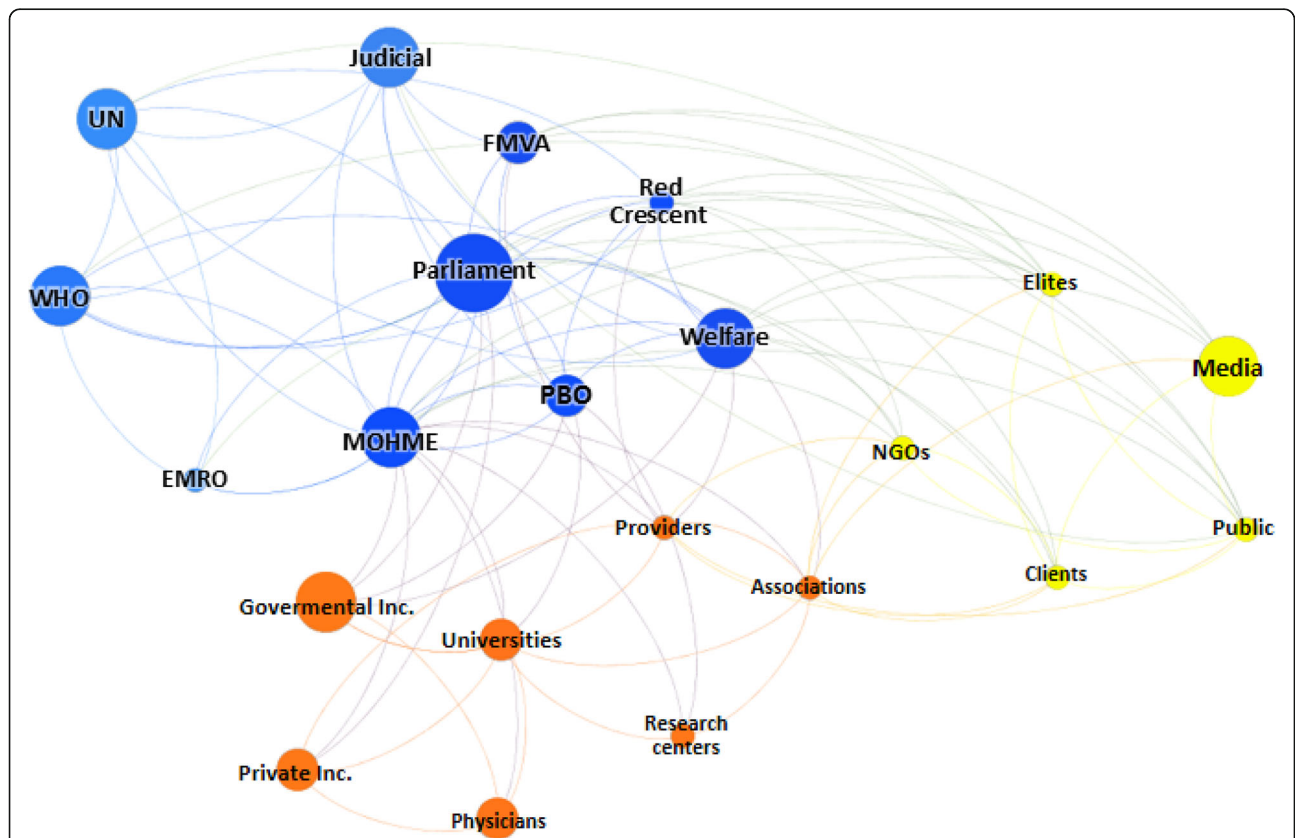 Judicial
UN
FMVA
Red
Crescent
Parliament
Elites
WHO
Welfare
Media
PBO
MOHME
NGOs
EMRO
Providers
Public
Clients
Associations
Govermental Inc.
Universities
Research
centers
Private Inc.
Physicians